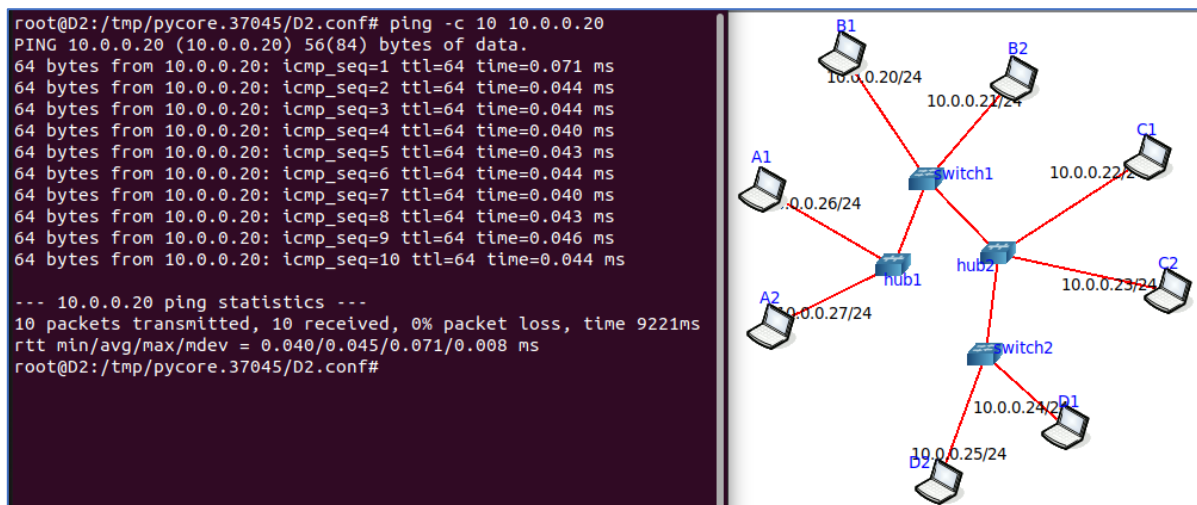 root@D2:/tmp/pycore.37045/D2.conf# ping -c 10 10.0.0.20
PING 10.0.0.20 (10.0.0.20) 56(84) bytes of data.
64 bytes from 10.0.0.20: icmp_seq=1 ttl=64 time=0.071 ms
64 bytes from 10.0.0.20: icmp_seq=2 ttl=64 time=0.044 ms
64 bytes from 10.0.0.20: icmp_seq=3 ttl=64 time=0.044 ms
64 bytes from 10.0.0.20: icmp_seq=4 ttl=64 time=0.040 ms
64 bytes from 10.0.0.20: icmp_seq=5 ttl=64 time=0.043 ms
64 bytes from 10.0.0.20: icmp_seq=6 ttl=64 time=0.044 ms
64 bytes from 10.0.0.20: icmp_seq=7 ttl=64 time=0.040 ms
64 bytes from 10.0.0.20: icmp_seq=8 ttl=64 time=0.043 ms
64 bytes from 10.0.0.20: icmp_seq=9 ttl=64 time=0.046 ms
64 bytes from 10.0.0.20: icmp_seq=10 ttl=64 time=0.044 ms
--- 10.0.0.20 ping statistics ---
10 packets transmitted, 10 received, 0% packet loss, time 9221ms
rtt min/avg/max/mdev = 0.040/0.045/0.071/0.008 ms
root@D2:/tmp/pycore.37045/D2.conf#
B1
10.0.0.20/24
B2
10.0.0.21/24
C1
10.0.0.22/2
A1
.0.0.26/24
switch1
hub1
hub2
C2
10.0.0.23/24
A2
.0.0.27/24
switch2
D1
10.0.0.24/2
10.0.0.25/24
D2